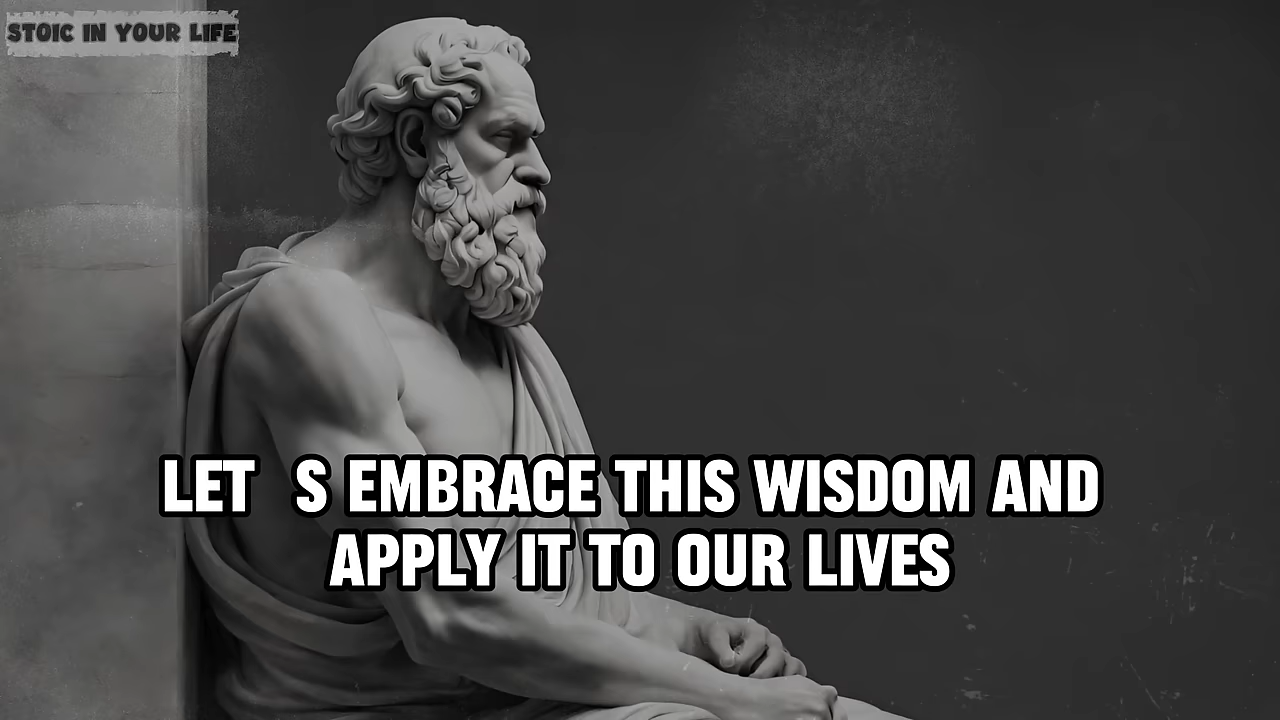 STOIC IN YOUR LIFE
LET  S EMBRACE THIS WISDOM AND
APPLY IT TO OUR LIVES